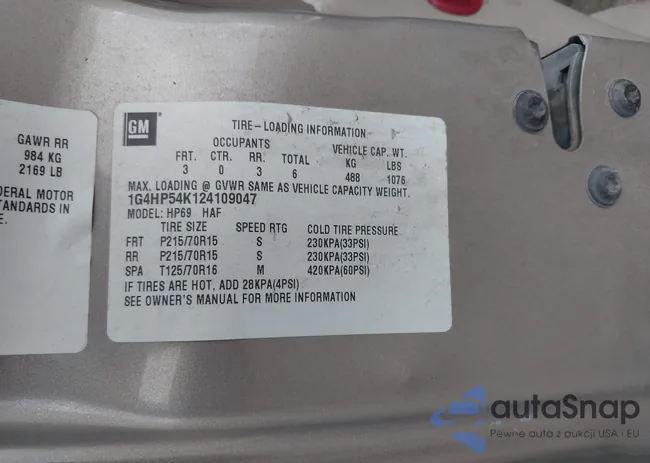 GAWR RR
984 KG
2169 LB
DERAL MOTOR
STANDARDS IN
OVE.
GM
TIRE-LOADING INFORMATION
OCCUPANTS VEHICLE CAP. WT.
FRT. CTR. RR. TOTAL KG LBS
3 0 3 6 488 1076
MAX. LOADING @ GVWR SAME AS VEHICLE CAPACITY WEIGHT.
1G4HP54K124109047
MODEL: HP69 HAF
TIRE SIZE SPEED RTG COLD TIRE PRESSURE
FRT P215/70R15 S 230KPA(33PSI)
RR P215/70R15 S 230KPA(33PSI)
SPA T125/70R16 M 420KPA(60PSI)
IF TIRES ARE HOT, ADD 28KPA(4PSI)
SEE OWNER'S MANUAL FOR MORE INFORMATION
autaSnap
Pewne auta z aukcji USA i EU